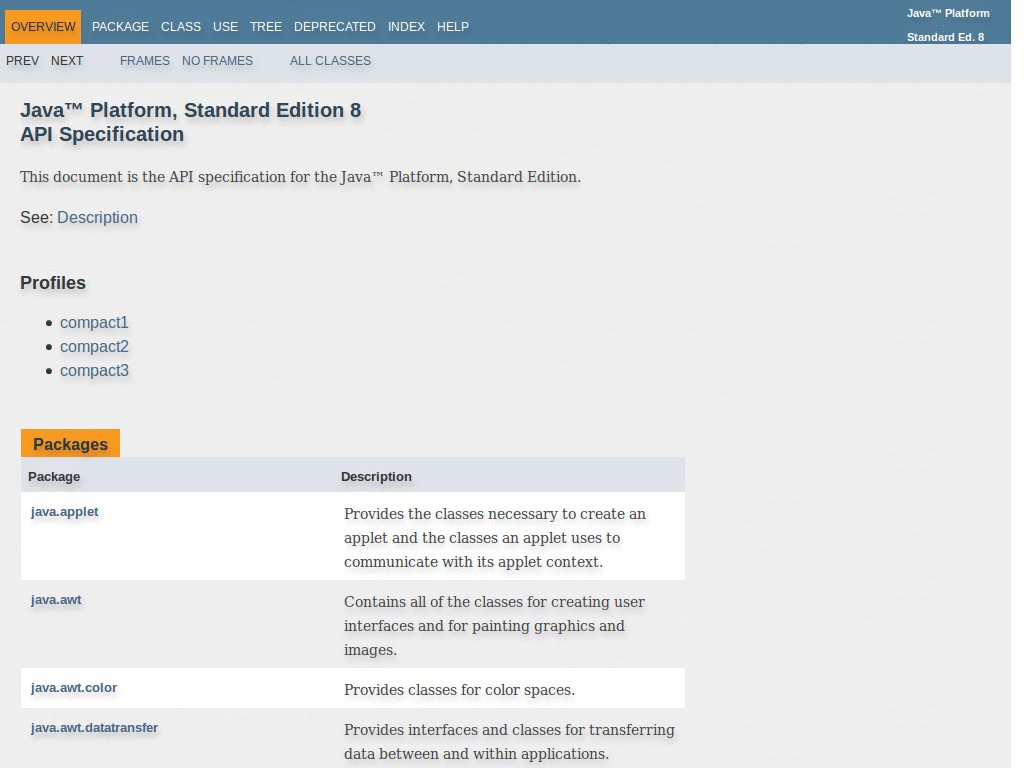 OVERVIEW PACKAGE CLASS USE TREE DEPRECATED INDEX HELP
Java™ Platform
Standard Ed. 8
PREV NEXT FRAMES NO FRAMES ALL CLASSES
Java™ Platform, Standard Edition 8
API Specification
This document is the API specification for the Java™ Platform, Standard Edition.
See: Description
Profiles
compact1
compact2
compact3
Packages
Package Description
java.applet Provides the classes necessary to create an
applet and the classes an applet uses to
communicate with its applet context.
java.awt Contains all of the classes for creating user
interfaces and for painting graphics and
images.
java.awt.color Provides classes for color spaces.
java.awt.datatransfer Provides interfaces and classes for transferring
data between and within applications.